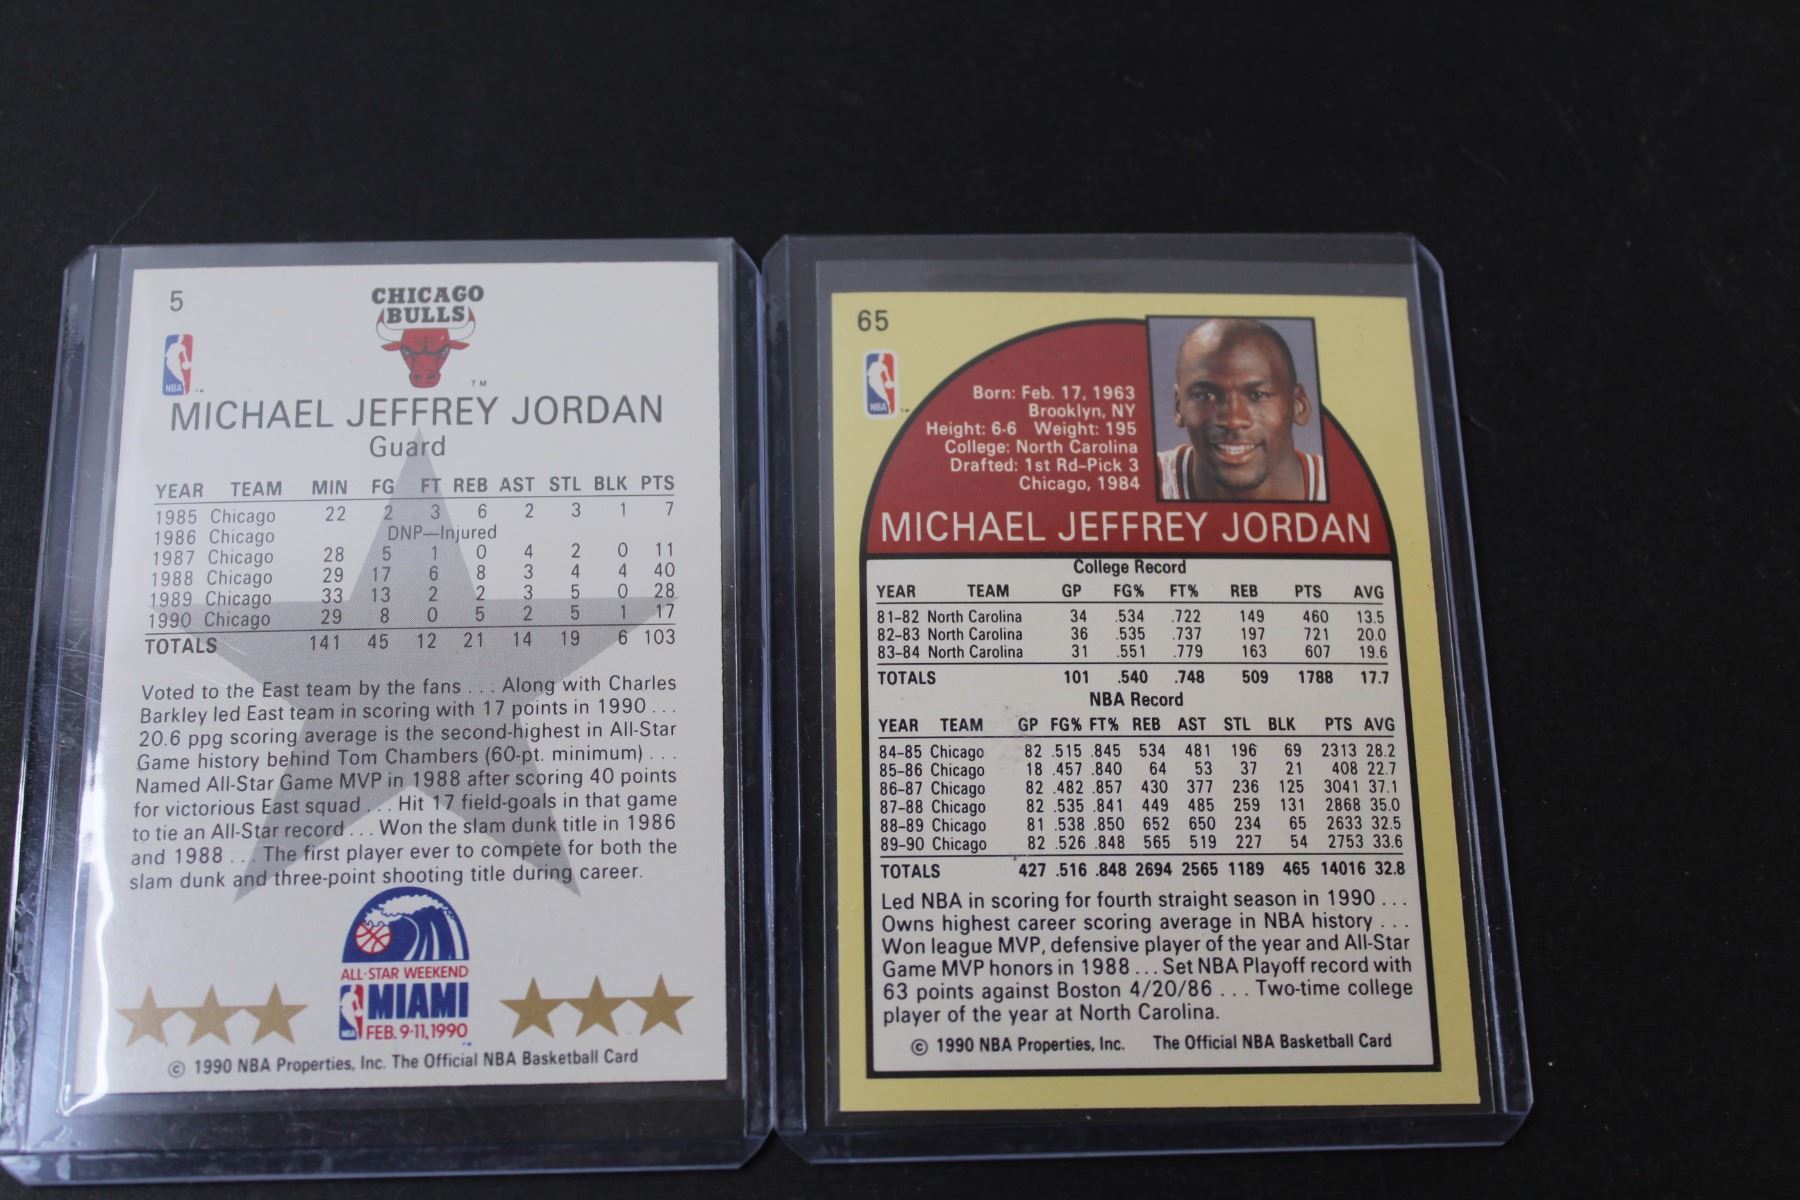 5
CHICAGO
BULLS
TM
NBA
MICHAEL JEFFREY JORDAN
Guard
YEAR TEAM MIN FG FT REB AST STL BLK PTS
1985 Chicago 22 2 3 6 2 3 1 7
1986 Chicago DNP—Injured
1987 Chicago 28 5 1 0 4 2 0 11
1988 Chicago 29 17 6 8 3 4 4 40
1989 Chicago 33 13 2 2 3 5 0 28
1990 Chicago 29 8 0 5 2 5 1 17
TOTALS 141 45 12 21 14 19 6 103
Voted to the East team by the fans . . . Along with Charles
Barkley led East team in scoring with 17 points in 1990 . . .
20.6 ppg scoring average is the second-highest in All-Star
Game history behind Tom Chambers (60-pt. minimum) . . .
Named All-Star Game MVP in 1988 after scoring 40 points
for victorious East squad . . . Hit 17 field-goals in that game
to tie an All-Star record . . . Won the slam dunk title in 1986
and 1988 . . . The first player ever to compete for both the
slam dunk and three-point shooting title during career.
ALL-STAR WEEKEND
MIAMI
NBA
FEB. 9-11, 1990
© 1990 NBA Properties, Inc. The Official NBA Basketball Card
65
NBA
Born: Feb. 17, 1963
Brooklyn, NY
Height: 6-6 Weight: 195
College: North Carolina
Drafted: 1st Rd-Pick 3
Chicago, 1984
MICHAEL JEFFREY JORDAN
College Record
YEAR TEAM GP FG% FT% REB PTS AVG
81-82 North Carolina 34 .534 .722 149 460 13.5
82-83 North Carolina 36 .535 .737 197 721 20.0
83-84 North Carolina 31 .551 .779 163 607 19.6
TOTALS 101 .540 .748 509 1788 17.7
NBA Record
YEAR TEAM GP FG% FT% REB AST STL BLK PTS AVG
84-85 Chicago 82 .515 .845 534 481 196 69 2313 28.2
85-86 Chicago 18 .457 .840 64 53 37 21 408 22.7
86-87 Chicago 82 .482 .857 430 377 236 125 3041 37.1
87-88 Chicago 82 .535 .841 449 485 259 131 2868 35.0
88-89 Chicago 81 .538 .850 652 650 234 65 2633 32.5
89-90 Chicago 82 .526 .848 565 519 227 54 2753 33.6
TOTALS 427 .516 .848 2694 2565 1189 465 14016 32.8
Led NBA in scoring for fourth straight season in 1990 . . .
Owns highest career scoring average in NBA history . . .
Won league MVP, defensive player of the year and All-Star
Game MVP honors in 1988 . . . Set NBA Playoff record with
63 points against Boston 4/20/86 . . . Two-time college
player of the year at North Carolina.
© 1990 NBA Properties, Inc. The Official NBA Basketball Card